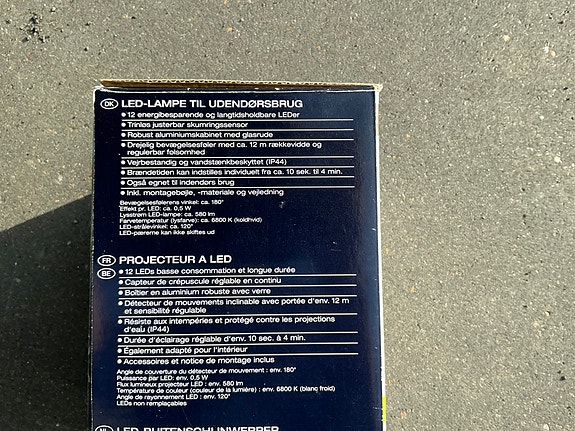 DK LED-LAMPE TIL UDENDØRSBRUG
• 12 energibesparende og langtidsholdbare LEDer
• Trinløs justerbar skumringssensor
• Robust aluminiumskabinet med glasrude
• Drejelig bevægelsesføler med ca. 12 m rækkevidde og
regulerbar følsomhed
• Vejrbestandig og vandstænkbeskyttet (IP44)
• Brændetiden kan indstilles individuelt fra ca. 10 sek. til 4 min.
• Også egnet til indendørs brug
• Inkl. montagebøjle, -materiale og vejledning
Bevægelsesfølerens vinkel: ca. 180°
Effekt pr. LED: ca. 0,5 W
Lysstrøm LED-lampe: ca. 580 lm
Farvetemperatur (lysfarve): ca. 6800 K (koldhvid)
LED-strålevinkel: ca. 120°
LED-pærerne kan ikke skiftes ud
FR PROJECTEUR A LED
BE • 12 LEDs basse consommation et longue durée
• Capteur de crépuscule réglable en continu
• Boîtier en aluminium robuste avec verre
• Détecteur de mouvements inclinable avec portée d'env. 12 m
et sensibilité régulable
• Résiste aux intempéries et protégé contre les projections
d'eau (IP44)
• Durée d'éclairage réglable d'env. 10 sec. à 4 min.
• Également adapté pour l'intérieur
• Accessoires et notice de montage inclus
Angle de couverture du détecteur de mouvement : env. 180°
Puissance par LED: env. 0,5 W
Flux lumineux projecteur LED : env. 580 lm
Température de couleur (couleur de la lumière) : env. 6800 K (blanc froid)
Angle de rayonnement LED : env. 120°
LEDs non remplaçables
NL LED-BUITENSCHIJNWERPER